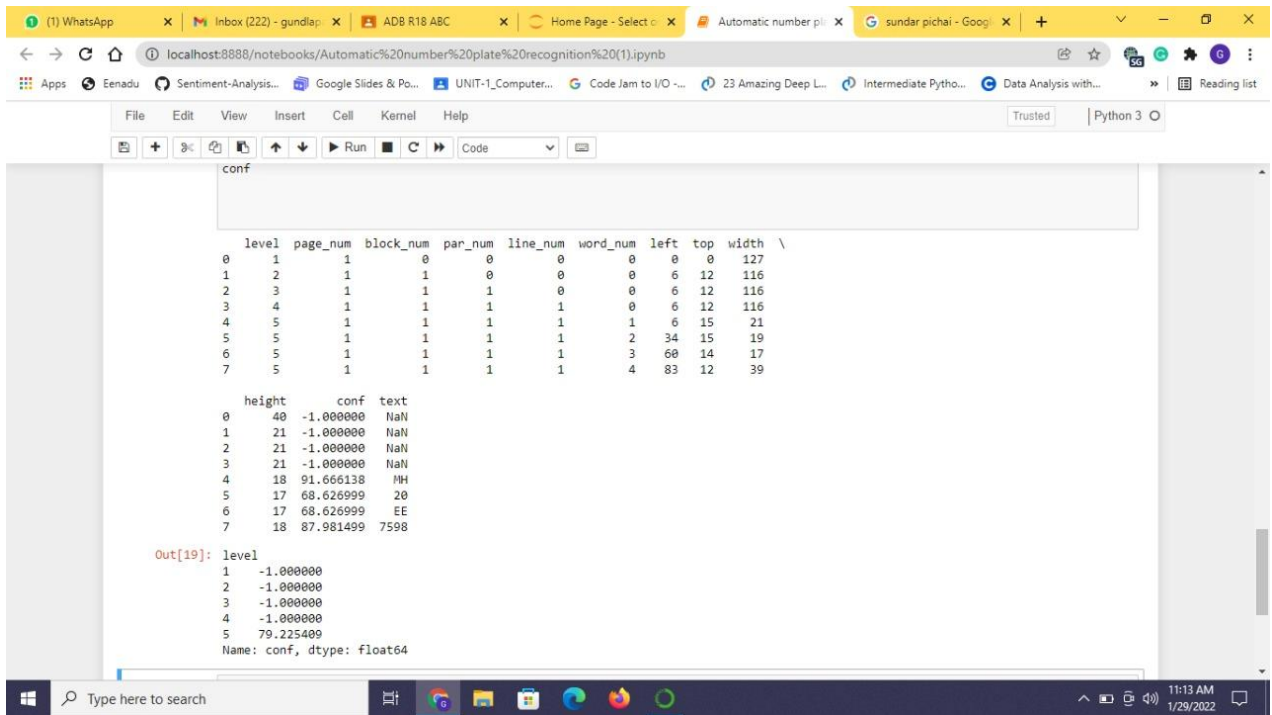 (1) WhatsApp
Inbox (222) - gundlap
ADB R18 ABC
Home Page - Select o
Automatic number pl
sundar pichai - Googl
localhost:8888/notebooks/Automatic%20number%20plate%20recognition%20(1).ipynb
Apps Eenadu Sentiment-Analysis... Google Slides & Po... UNIT-1_Computer... Code Jam to I/O -... 23 Amazing Deep L... Intermediate Pytho... Data Analysis with... » Reading list
File Edit View Insert Cell Kernel Help Trusted Python 3
Run Code
conf
level page_num block_num par_num line_num word_num left top width \
0 1 1 0 0 0 0 0 0 127
1 2 1 1 0 0 0 6 12 116
2 3 1 1 1 0 0 6 12 116
3 4 1 1 1 1 0 6 12 116
4 5 1 1 1 1 1 6 15 21
5 5 1 1 1 1 2 34 15 19
6 5 1 1 1 1 3 60 14 17
7 5 1 1 1 1 4 83 12 39
height conf text
0 40 -1.000000 NaN
1 21 -1.000000 NaN
2 21 -1.000000 NaN
3 21 -1.000000 NaN
4 18 91.666138 MH
5 17 68.626999 20
6 17 68.626999 EE
7 18 87.981499 7598
Out[19]: level
1 -1.000000
2 -1.000000
3 -1.000000
4 -1.000000
5 79.225409
Name: conf, dtype: float64
Type here to search
11:13 AM
1/29/2022